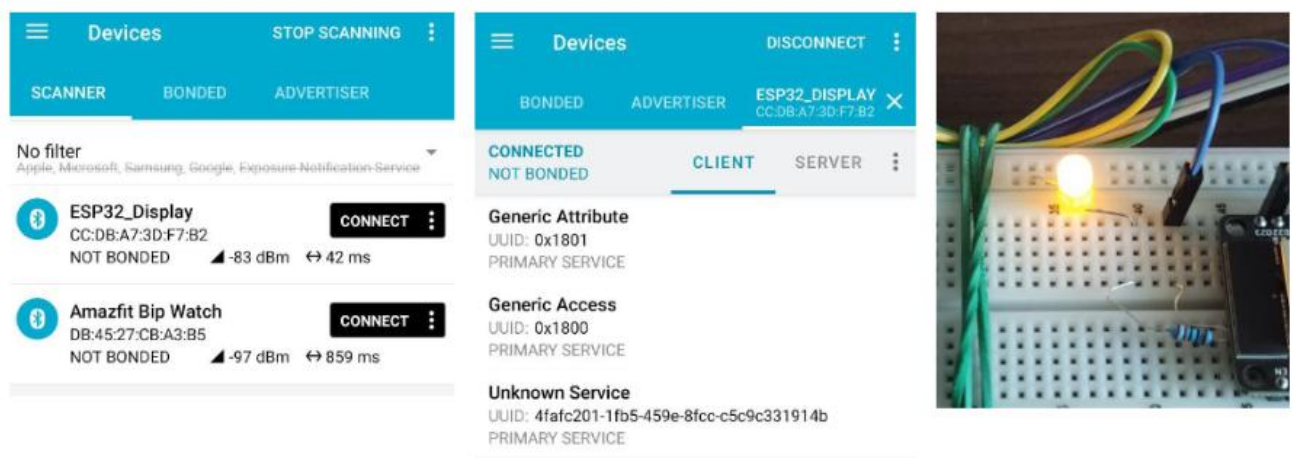 Devices STOP SCANNING
SCANNER BONDED ADVERTISER
No filter
Apple, Microsoft, Samsung, Google, Exposure Notification Service
ESP32_Display CONNECT
CC:DB:A7:3D:F7:B2
NOT BONDED -83 dBm 42 ms
Amazfit Bip Watch CONNECT
DB:45:27:CB:A3:B5
NOT BONDED -97 dBm 859 ms
Devices DISCONNECT
BONDED ADVERTISER ESP32_DISPLAY
CC:DB:A7:3D:F7:B2
CONNECTED CLIENT SERVER
NOT BONDED
Generic Attribute
UUID: 0x1801
PRIMARY SERVICE
Generic Access
UUID: 0x1800
PRIMARY SERVICE
Unknown Service
UUID: 4fafc201-1fb5-459e-8fcc-c5c9c331914b
PRIMARY SERVICE
35
40
45
EN